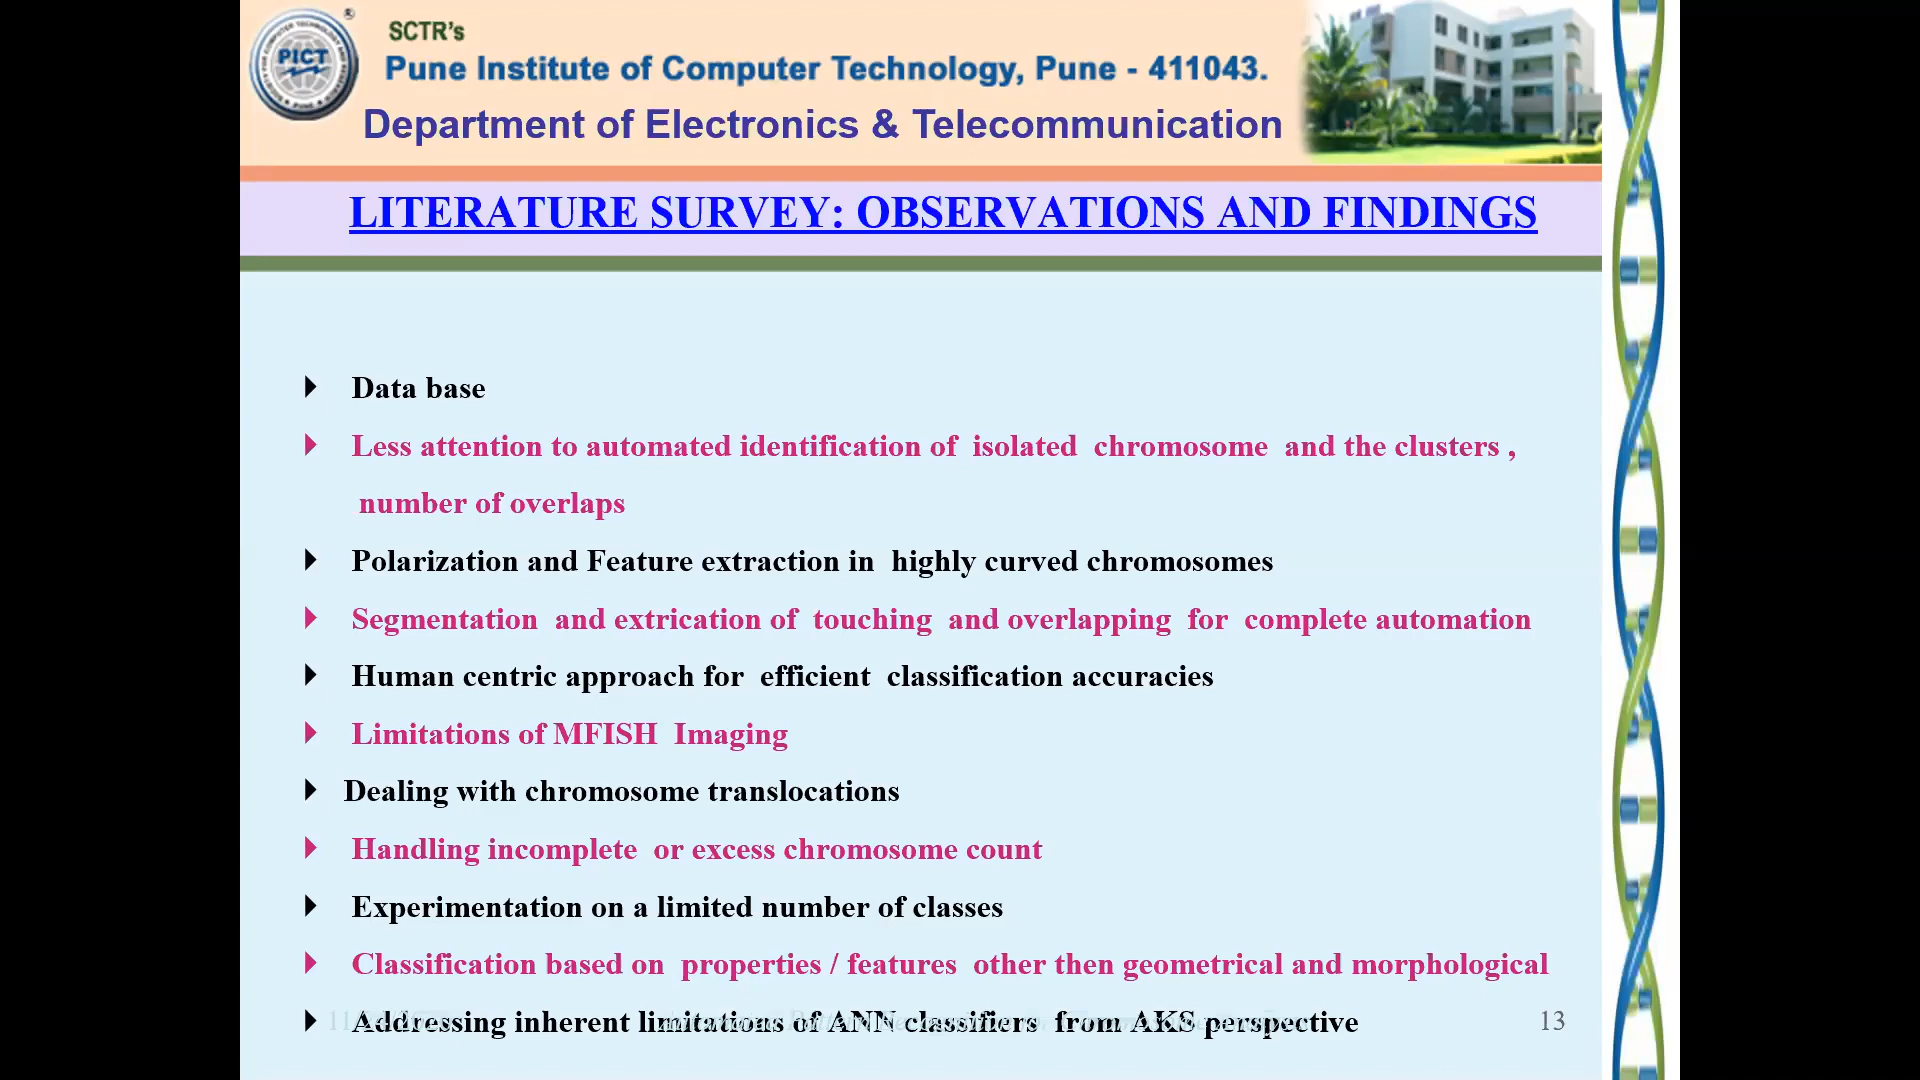 SCTR's
PICT
Pune Institute of Computer Technology, Pune - 411043.
Department of Electronics & Telecommunication
LITERATURE SURVEY: OBSERVATIONS AND FINDINGS
Data base
Less attention to automated identification of isolated chromosome and the clusters ,
number of overlaps
Polarization and Feature extraction in highly curved chromosomes
Segmentation and extrication of touching and overlapping for complete automation
Human centric approach for efficient classification accuracies
Limitations of MFISH Imaging
Dealing with chromosome translocations
Handling incomplete or excess chromosome count
Experimentation on a limited number of classes
Classification based on properties / features other then geometrical and morphological
Addressing inherent limitations of ANN classifiers from AKS perspective
13